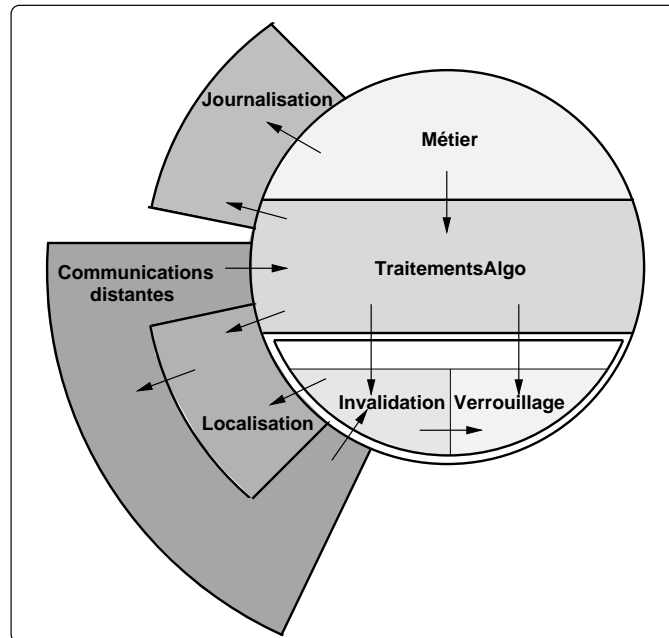 Journalisation
Métier
TraitementsAlgo
Communications
distantes
Invalidation
Verrouillage
Localisation